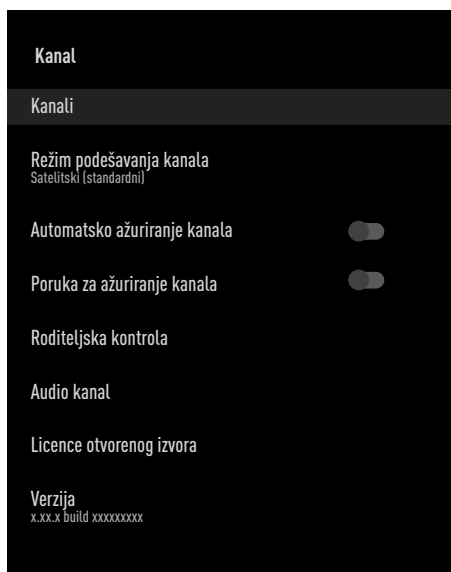 Kanal
Kanali
Režim podešavanja kanala
Satelitski (standardni)
Automatsko ažuriranje kanala
Poruka za ažuriranje kanala
Roditeljska kontrola
Audio kanal
Licence otvorenog izvora
Verzija
x.xx.x build xxxxxxxxx